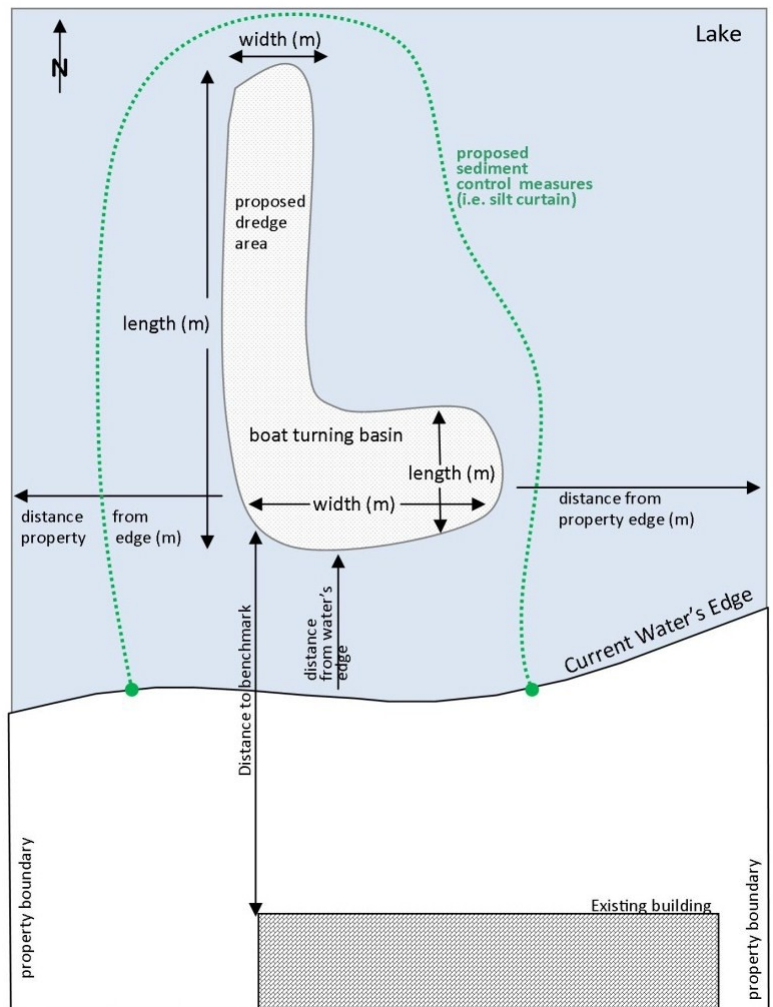 Lake
N
width (m)
proposed
sediment
control measures
(i.e. silt curtain)
proposed
dredge
area
length (m)
boat turning basin
length (m)
width (m)
distance from
property edge (m)
distance from
property edge (m)
distance
from water's
edge
Distance to benchmark
Current Water's Edge
property boundary
property boundary
Existing building